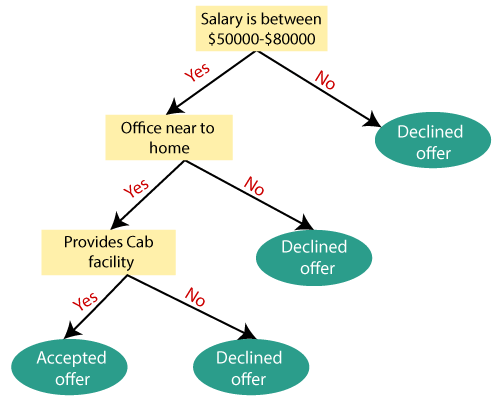 Salary is between
$50000-$80000
Yes
No
Office near to
home
Declined
offer
Yes
No
Provides Cab
facility
Declined
offer
Yes
No
Accepted
offer
Declined
offer